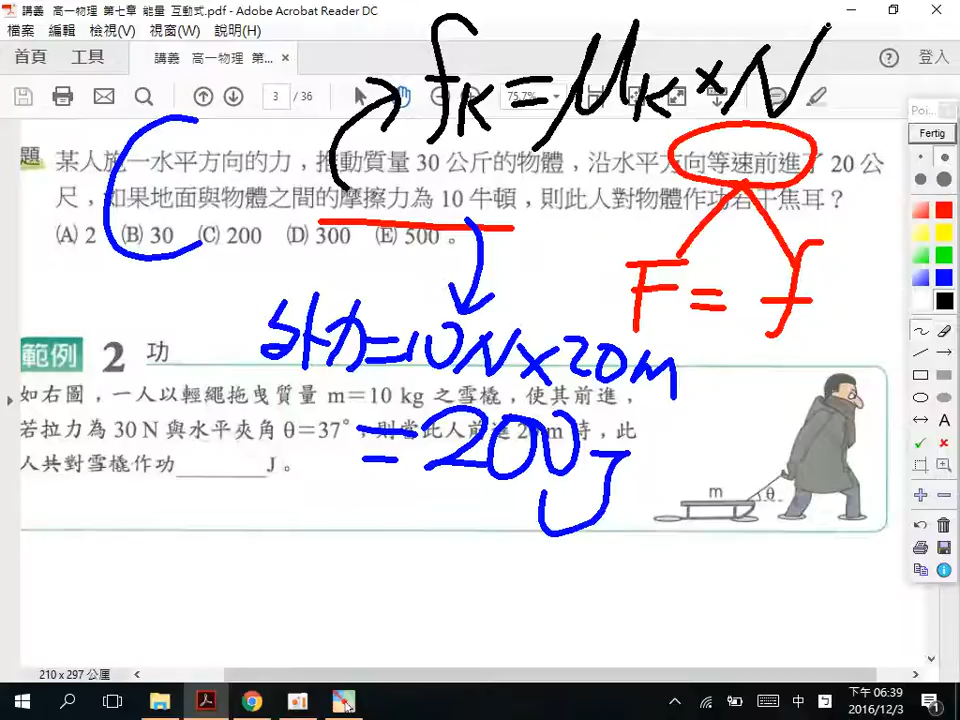 講義 高一物理 第七章 能量 互動式.pdf - Adobe Acrobat Reader DC
檔案 編輯 檢視(V) 視窗(W) 說明(H)
首頁 工具 講義 高一物理 第... × 登入
3 / 36 75.7%
fK=μK×N
Poi...
Fertig
題 某人施一水平方向的力，推動質量 30 公斤的物體，沿水平方向等速前進了 20 公
尺，如果地面與物體之間的摩擦力為 10 牛頓，則此人對物體作功若干焦耳？
(A) 2 (B) 30 (C) 200 (D) 300 (E) 500 。
F = f
外力=10N×20m
=200J
範例 2 功
如右圖，一人以輕繩拖曳質量 m＝10 kg 之雪橇，使其前進，
若拉力為 30 N 與水平夾角 θ＝37°，則當此人前進 2 m 時，此
人共對雪橇作功 ________ J。
m θ
210 x 297 公厘
中
下午 06:39
2016/12/3
1